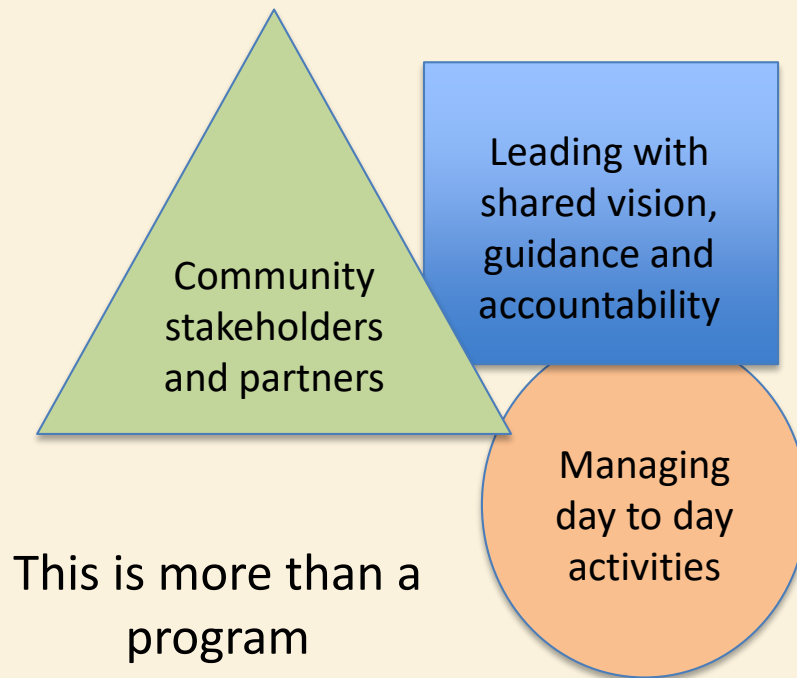 Community
stakeholders
and partners
Leading with
shared vision,
guidance and
accountability
Managing
day to day
activities
This is more than a
program